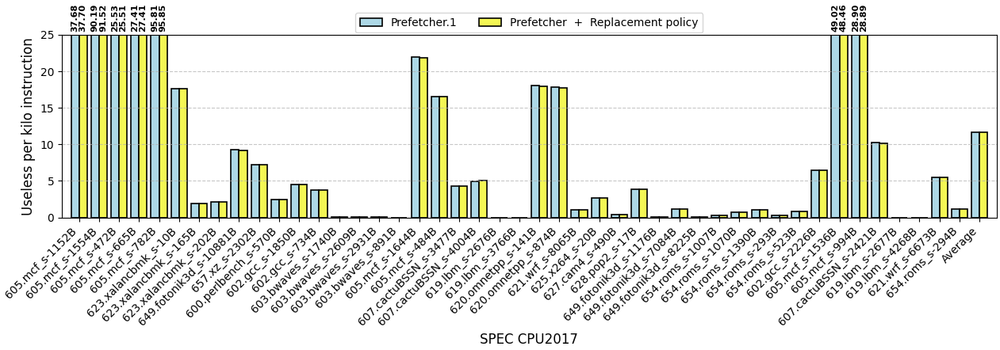 37.68
37.70
90.19
91.52
25.53
25.51
27.41
27.41
95.81
95.85
49.02
48.46
28.90
28.89
Prefetcher.1
Prefetcher + Replacement policy
Useless per kilo instruction
25
20
15
10
5
0
605.mcf_s-1152B
605.mcf_s-1554B
605.mcf_s-472B
605.mcf_s-665B
605.mcf_s-782B
623.xalancbmk_s-10B
623.xalancbmk_s-165B
623.xalancbmk_s-202B
649.fotonik3d_s-10881B
657.xz_s-2302B
600.perlbench_s-570B
602.gcc_s-1850B
602.gcc_s-734B
603.bwaves_s-1740B
603.bwaves_s-2609B
603.bwaves_s-2931B
603.bwaves_s-891B
605.mcf_s-1644B
605.mcf_s-484B
607.cactuBSSN_s-3477B
607.cactuBSSN_s-4004B
619.lbm_s-2676B
619.lbm_s-3766B
620.omnetpp_s-141B
620.omnetpp_s-874B
621.wrf_s-8065B
625.x264_s-20B
627.cam4_s-490B
628.pop2_s-17B
649.fotonik3d_s-1176B
649.fotonik3d_s-7084B
649.fotonik3d_s-8225B
654.roms_s-1007B
654.roms_s-1070B
654.roms_s-1390B
654.roms_s-293B
654.roms_s-523B
602.gcc_s-2226B
605.mcf_s-1536B
605.mcf_s-994B
607.cactuBSSN_s-2421B
619.lbm_s-2677B
619.lbm_s-4268B
621.wrf_s-6673B
654.roms_s-294B
Average
SPEC CPU2017